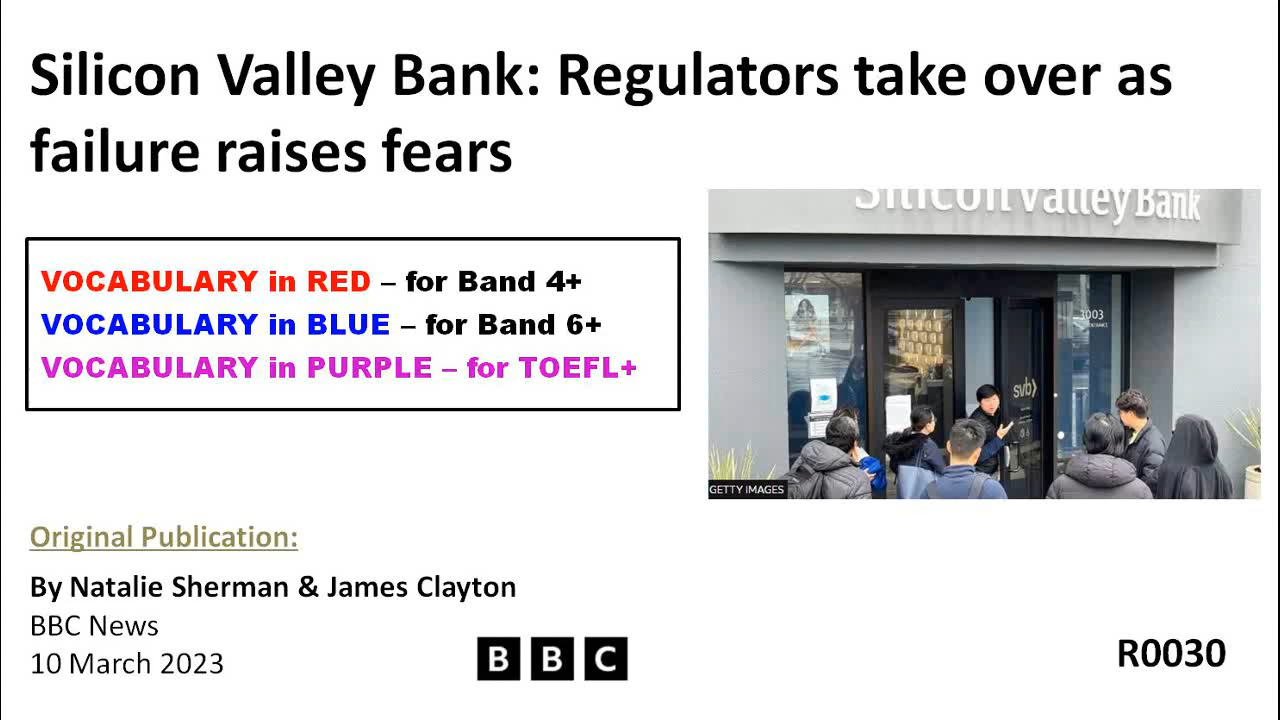 Silicon Valley Bank: Regulators take over as
failure raises fears
VOCABULARY in RED – for Band 4+
VOCABULARY in BLUE – for Band 6+
VOCABULARY in PURPLE – for TOEFL+
Silicon Valley Bank
3003
svb>
GETTY IMAGES
Original Publication:
By Natalie Sherman & James Clayton
BBC News
10 March 2023
BBC
R0030